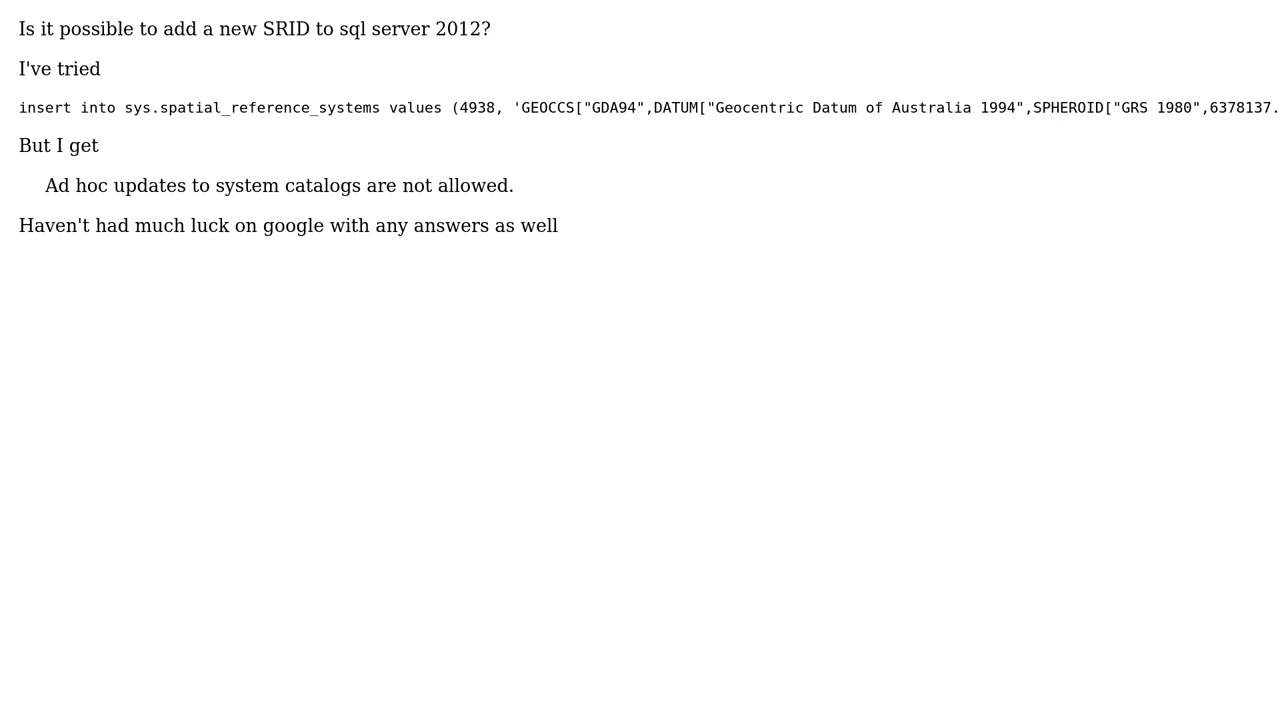 Is it possible to add a new SRID to sql server 2012?
I've tried
insert into sys.spatial_reference_systems values (4938, 'GEOCCS["GDA94",DATUM["Geocentric Datum of Australia 1994",SPHEROID["GRS 1980",6378137.
But I get
Ad hoc updates to system catalogs are not allowed.
Haven't had much luck on google with any answers as well